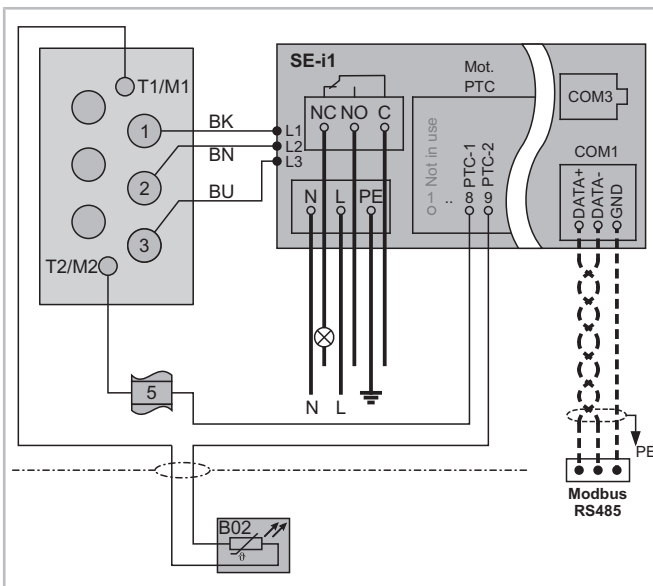 T1/M1
1
2
3
T2/M2
BK
BN
BU
SE-i1
L1
L2
L3
NC NO C
N L PE
Mot.
PTC
1 Not in use
..
8 PTC-1
9 PTC-2
COM3
COM1
DATA+
DATA-
GND
5
N L
PE
Modbus
RS485
B02
ϑ